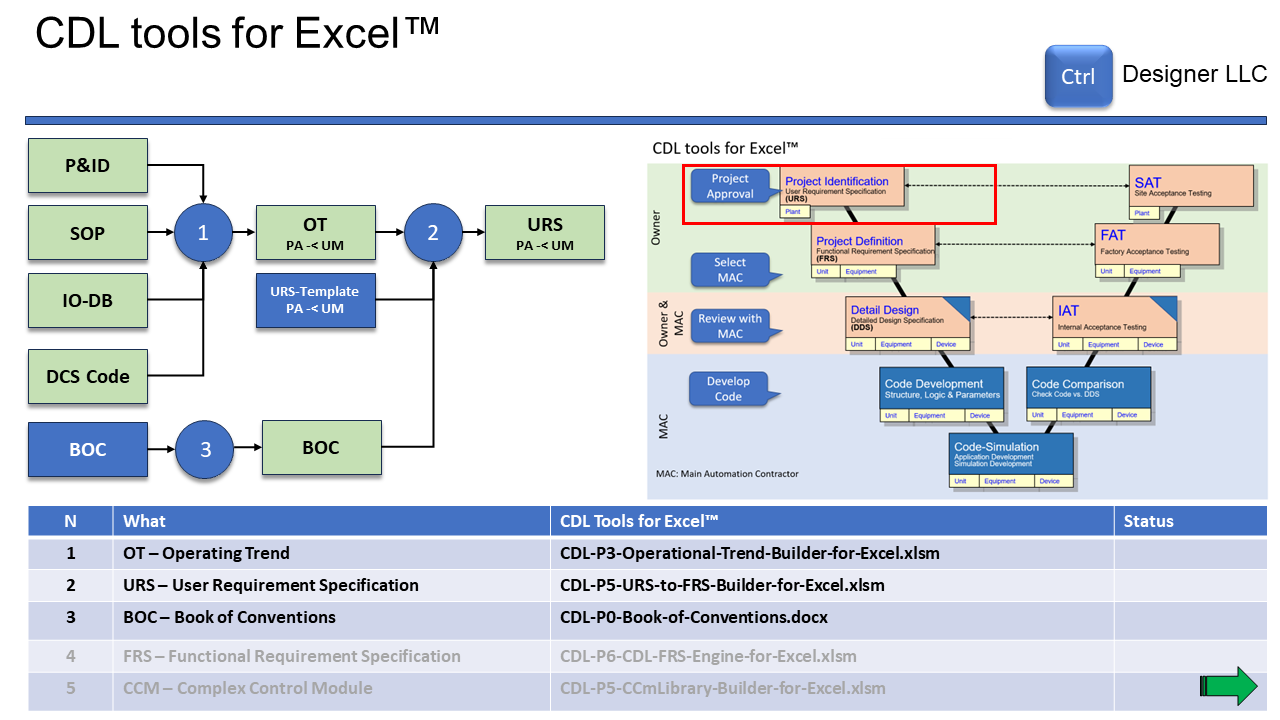 CDL tools for Excel™
Ctrl
Designer LLC
P&ID
SOP
IO-DB
DCS Code
BOC
1
3
OT
PA -< UM
URS-Template
PA -< UM
BOC
2
URS
PA -< UM
CDL tools for Excel™
Owner
Owner &
MAC
MAC
Project
Approval
Project Identification
User Requirement Specification
(URS)
Plant
SAT
Site Acceptance Testing
Plant
Project Definition
Functional Requirement Specification
(FRS)
Unit Equipment
FAT
Factory Acceptance Testing
Unit Equipment
Select
MAC
Review with
MAC
Detail Design
Detailed Design Specification
(DDS)
Unit Equipment Device
IAT
Internal Acceptance Testing
Unit Equipment Device
Develop
Code
Code Development
Structure, Logic & Parameters
Unit Equipment Device
Code Comparison
Check Code vs. DDS
Unit Equipment Device
Code-Simulation
Application Development
Simulation Development
Unit Equipment Device
MAC: Main Automation Contractor
N What CDL Tools for Excel™ Status
1 OT – Operating Trend CDL-P3-Operational-Trend-Builder-for-Excel.xlsm
2 URS – User Requirement Specification CDL-P5-URS-to-FRS-Builder-for-Excel.xlsm
3 BOC – Book of Conventions CDL-P0-Book-of-Conventions.docx
4 FRS – Functional Requirement Specification CDL-P6-CDL-FRS-Engine-for-Excel.xlsm
5 CCM – Complex Control Module CDL-P5-CCmLibrary-Builder-for-Excel.xlsm